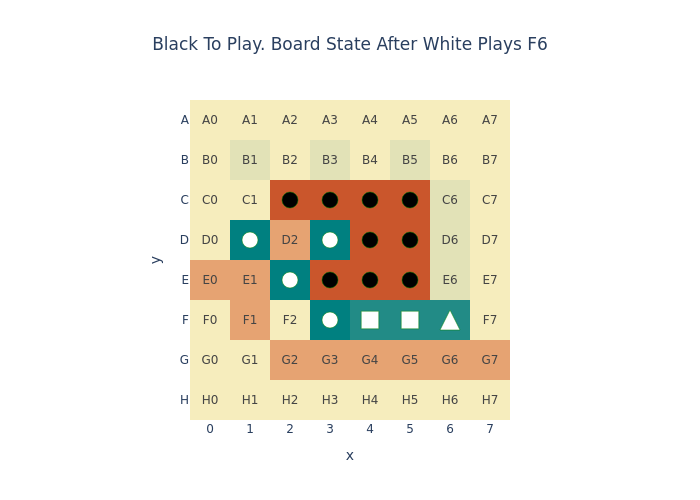 Black To Play. Board State After White Plays F6
A A0 A1 A2 A3 A4 A5 A6 A7
B B0 B1 B2 B3 B4 B5 B6 B7
C C0 C1 C6 C7
D D0 D2 D6 D7
y
E E0 E1 E6 E7
F F0 F1 F2 F7
G G0 G1 G2 G3 G4 G5 G6 G7
H H0 H1 H2 H3 H4 H5 H6 H7
0 1 2 3 4 5 6 7
x